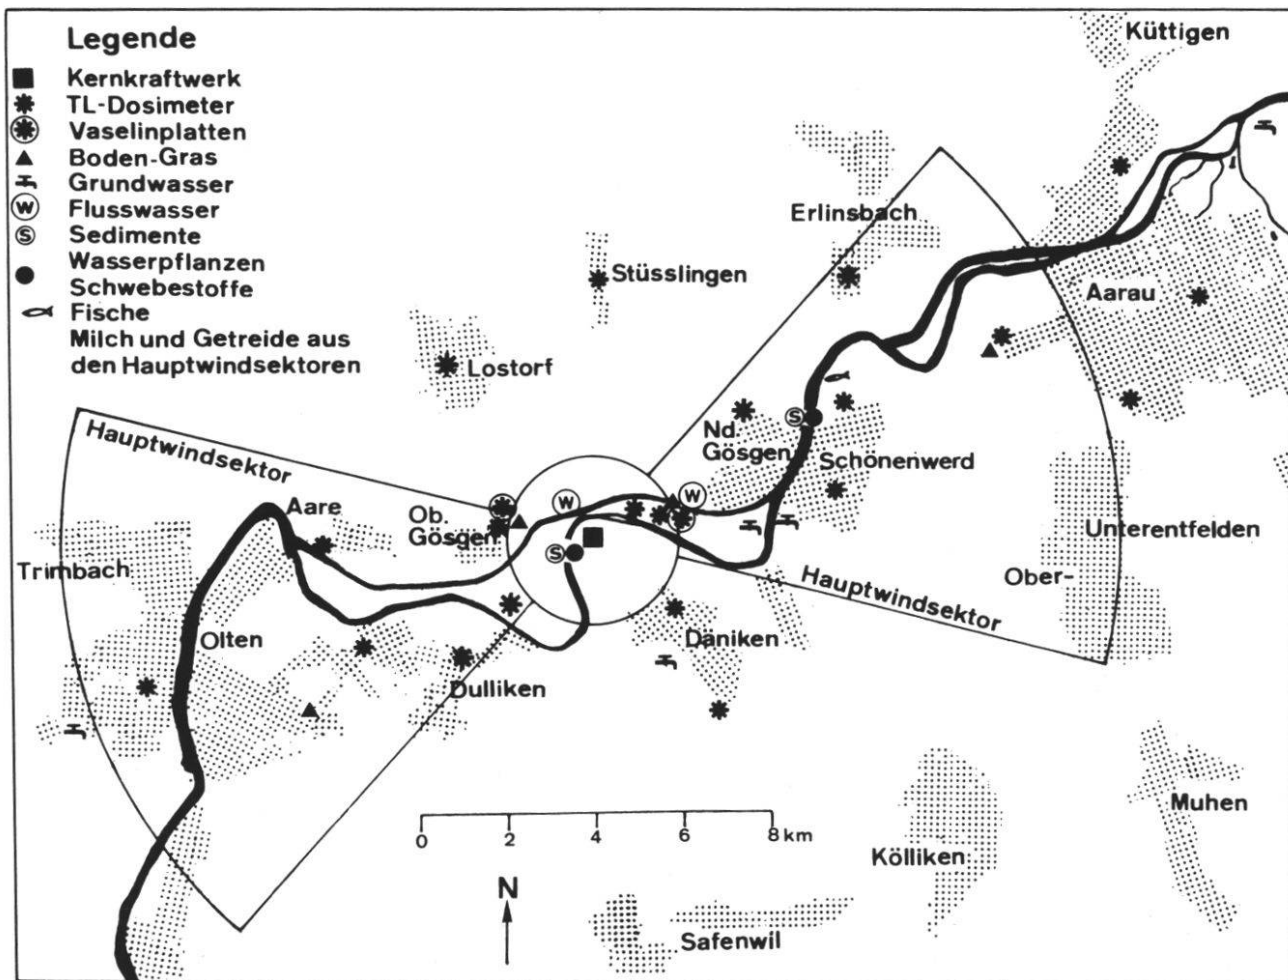 Legende
Kernkraftwerk
TL-Dosimeter
Vaselinplatten
Boden-Gras
Grundwasser
W Flusswasser
S Sedimente
Wasserpflanzen
Schwebestoffe
Fische
Milch und Getreide aus
den Hauptwindsektoren
Küttigen
Erlinsbach
Stüsslingen
Aarau
Lostorf
Hauptwindsektor
Nd.
Gösgen
S
Schönenwerd
Aare
Ob.
Gösgen
W
W
S
Unterentfelden
Trimbach
Ober-
Hauptwindsektor
Olten
Däniken
Dulliken
0 2 4 6 8 km
Muhen
Kölliken
N
Safenwil